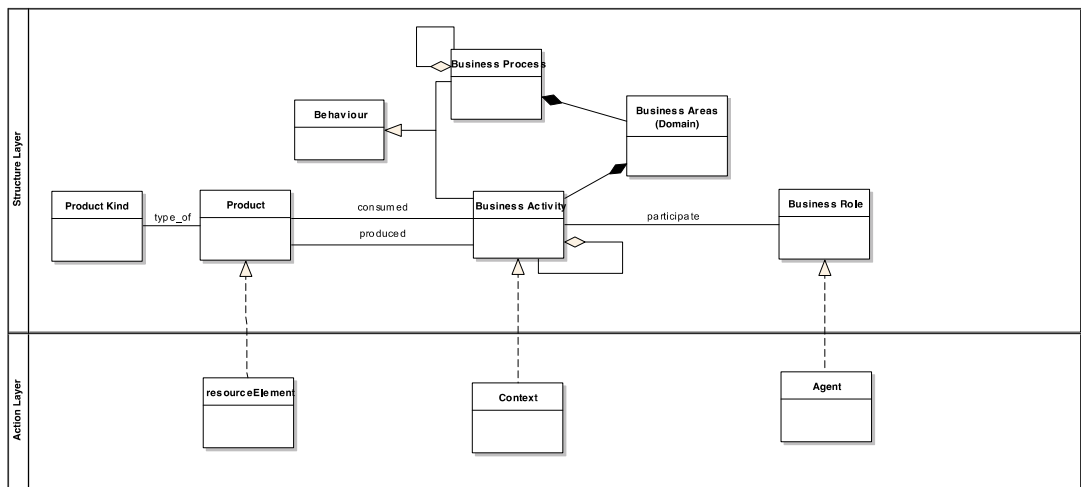 Structure Layer
Business Process
Behaviour
Business Areas
(Domain)
Product Kind
type_of
Product
consumed
produced
Business Activity
participate
Business Role
Action Layer
resourceElement
Context
Agent